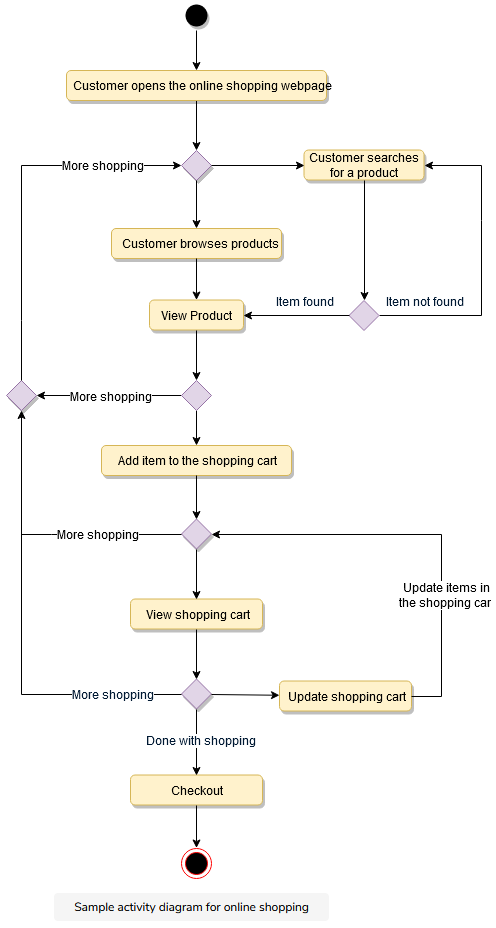 Customer opens the online shopping webpage
More shopping
Customer searches
for a product
Customer browses products
Item found
Item not found
View Product
More shopping
Add item to the shopping cart
More shopping
Update items in
the shopping car
View shopping cart
More shopping
Update shopping cart
Done with shopping
Checkout
Sample activity diagram for online shopping